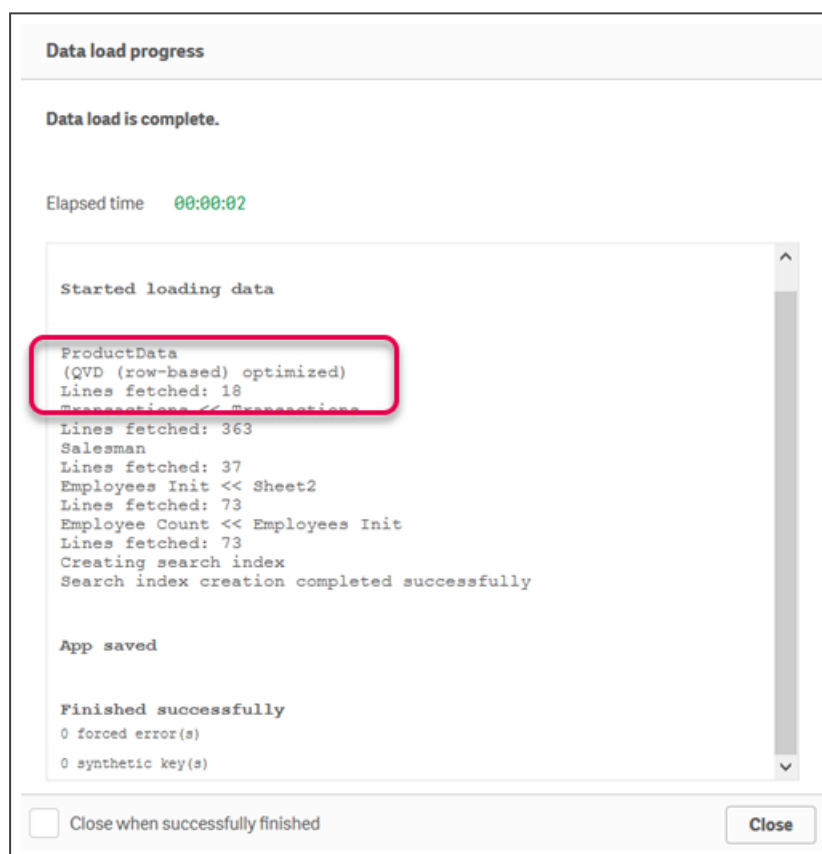 Data load progress
Data load is complete.
Elapsed time 00:00:02
Started loading data
ProductData
(QVD (row-based) optimized)
Lines fetched: 18
Transactions << Transactions
Lines fetched: 363
Salesman
Lines fetched: 37
Employees Init << Sheet2
Lines fetched: 73
Employee Count << Employees Init
Lines fetched: 73
Creating search index
Search index creation completed successfully
App saved
Finished successfully
0 forced error(s)
0 synthetic key(s)
Close when successfully finished
Close